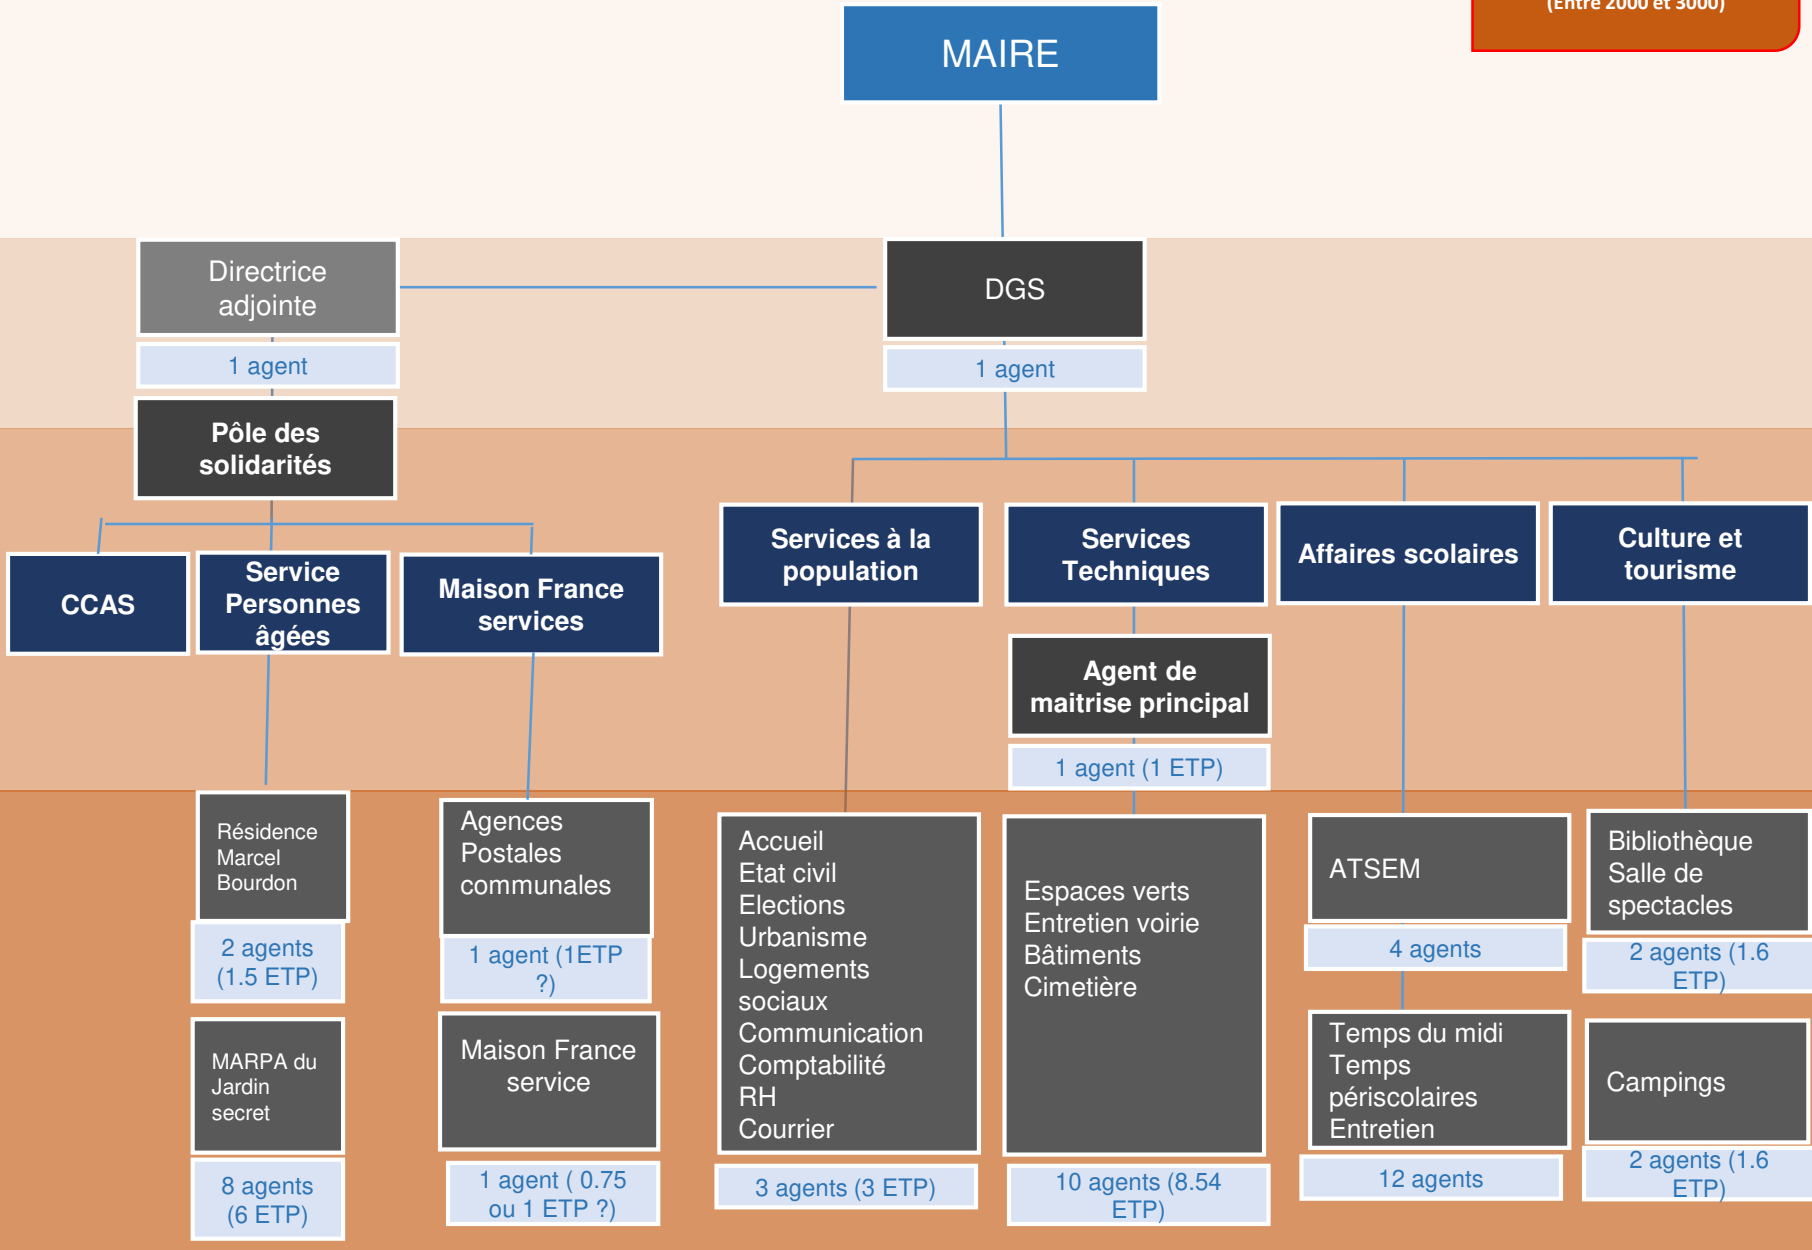 (Entre 2000 et 3000)
MAIRE
Directrice
adjointe
1 agent
DGS
1 agent
Pôle des
solidarités
CCAS
Service
Personnes
âgées
Maison France
services
Services à la
population
Services
Techniques
Affaires scolaires
Culture et
tourisme
Agent de
maitrise principal
1 agent (1 ETP)
Résidence
Marcel
Bourdon
2 agents
(1.5 ETP)
MARPA du
Jardin
secret
8 agents
(6 ETP)
Agences
Postales
communales
1 agent (1ETP
?)
Maison France
service
1 agent ( 0.75
ou 1 ETP ?)
Accueil
Etat civil
Elections
Urbanisme
Logements
sociaux
Communication
Comptabilité
RH
Courrier
3 agents (3 ETP)
Espaces verts
Entretien voirie
Bâtiments
Cimetière
10 agents (8.54
ETP)
ATSEM
4 agents
Temps du midi
Temps
périscolaires
Entretien
12 agents
Bibliothèque
Salle de
spectacles
2 agents (1.6
ETP)
Campings
2 agents (1.6
ETP)